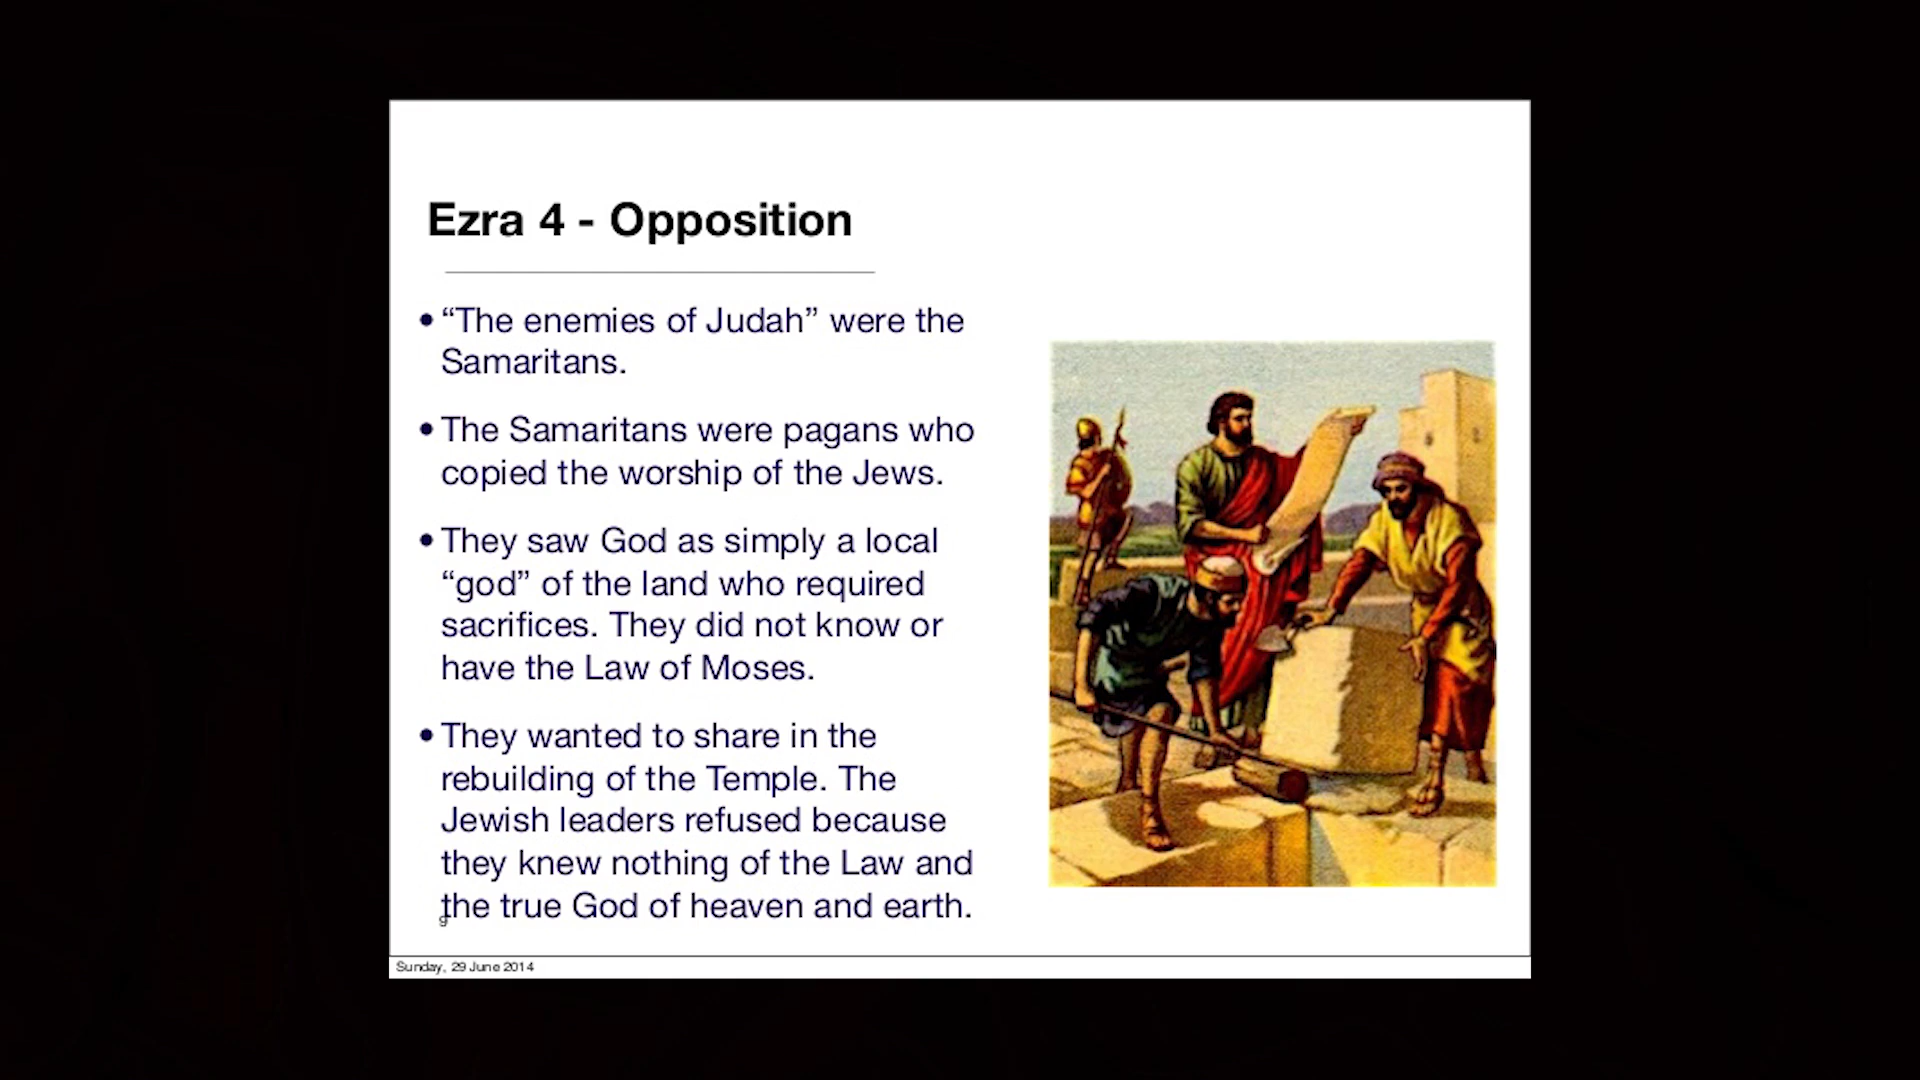 Ezra 4 - Opposition
• “The enemies of Judah” were the
Samaritans.
• The Samaritans were pagans who
copied the worship of the Jews.
• They saw God as simply a local
“god” of the land who required
sacrifices. They did not know or
have the Law of Moses.
• They wanted to share in the
rebuilding of the Temple. The
Jewish leaders refused because
they knew nothing of the Law and
the true God of heaven and earth.
9
Sunday, 29 June 2014